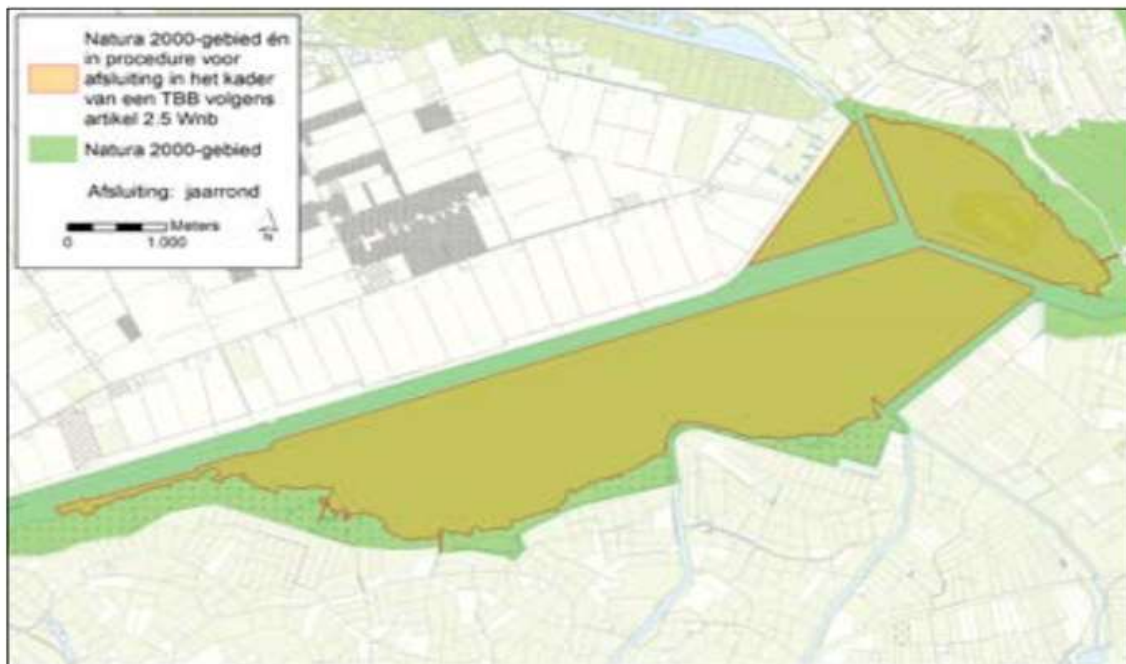 Natura 2000-gebied én
in procedure voor
afsluiting in het kader
van een TBB volgens
artikel 2.5 Wnb
Natura 2000-gebied
Afsluiting: jaarrond
Meters
0 1.000
N